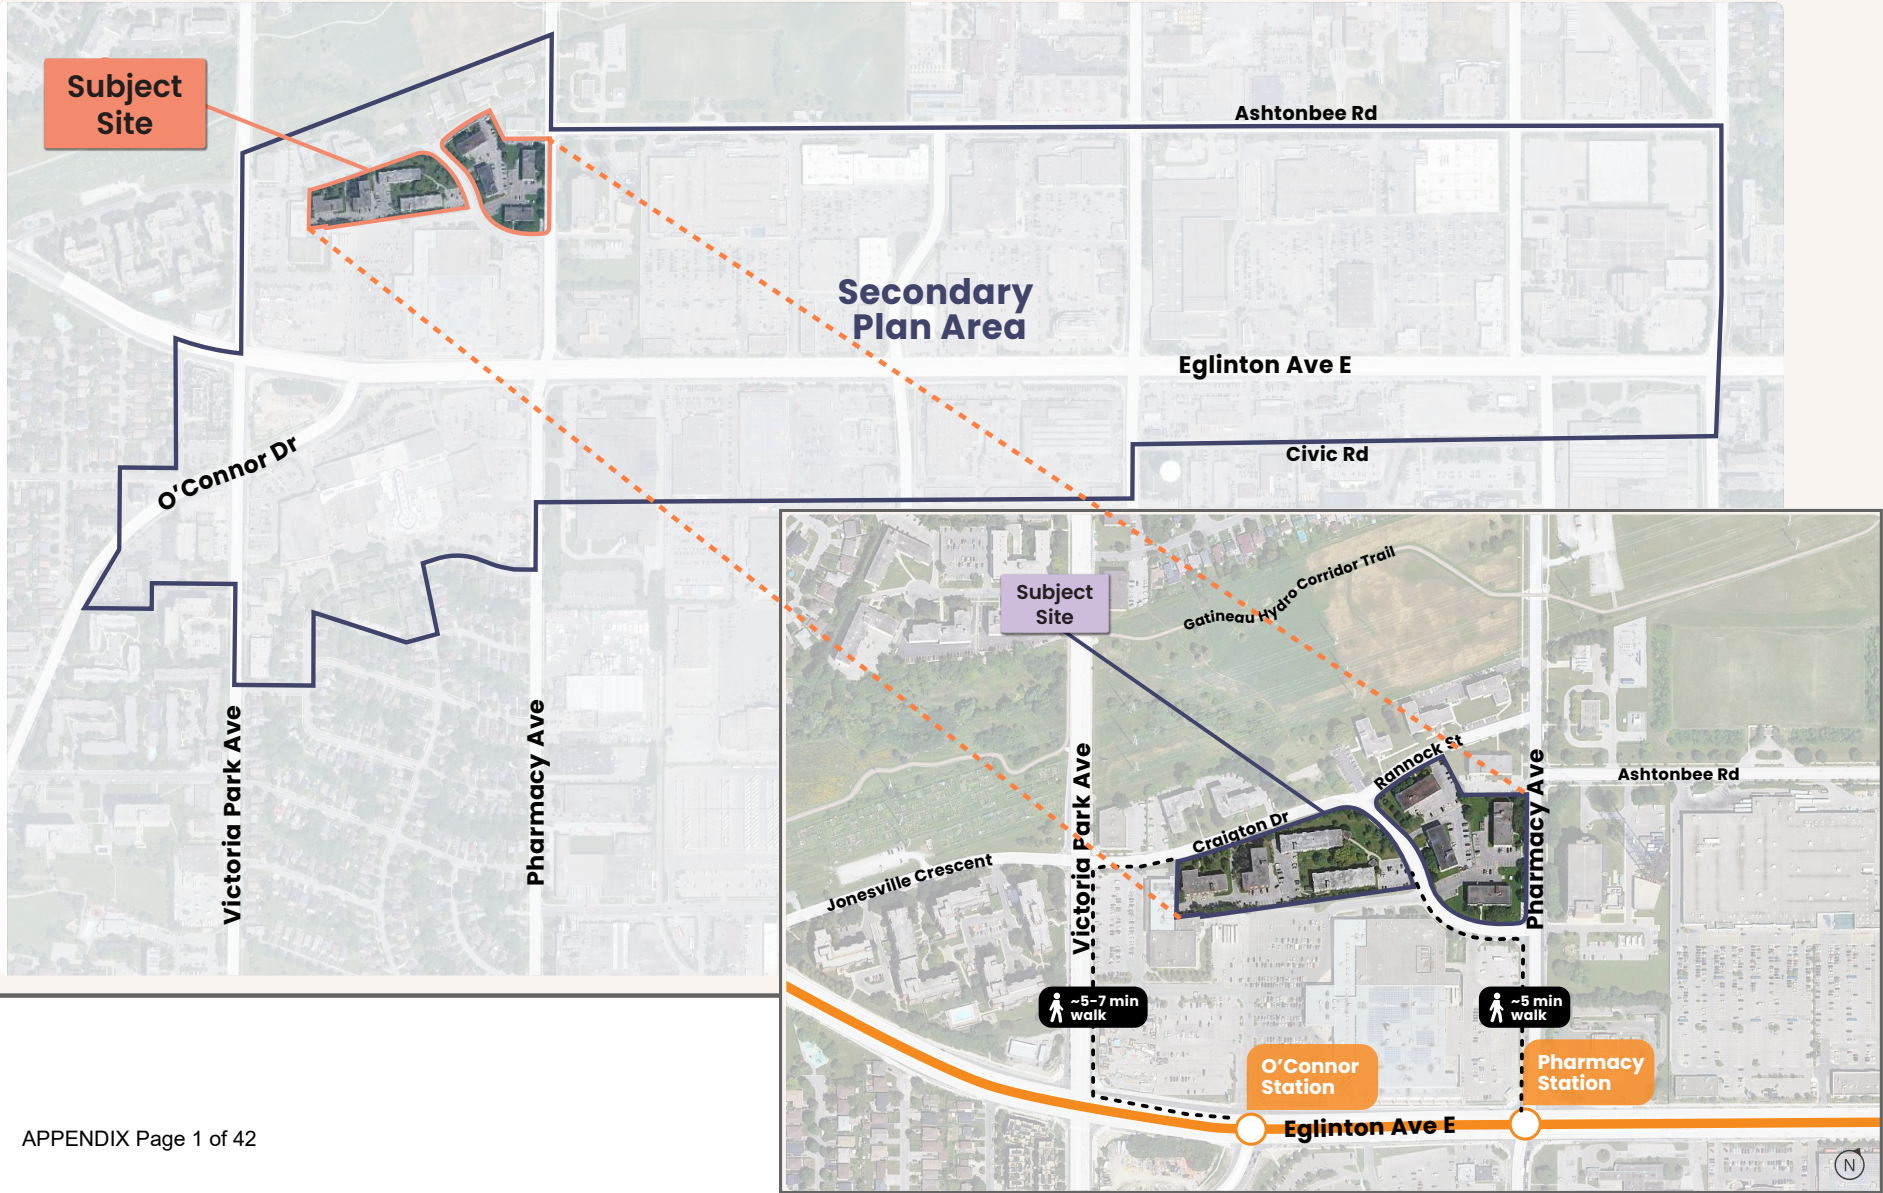 Subject
Site
Ashtonbee Rd
Secondary
Plan Area
Eglinton Ave E
O'Connor Dr
Civic Rd
Victoria Park Ave
Pharmacy Ave
Subject
Site
Gatineau Hydro Corridor Trail
Rannock St
Ashtonbee Rd
Victoria Park Ave
Pharmacy Ave
Craigton Dr
Jonesville Crescent
~5-7 min
walk
~5 min
walk
O'Connor
Station
Pharmacy
Station
Eglinton Ave E
N
APPENDIX Page 1 of 42